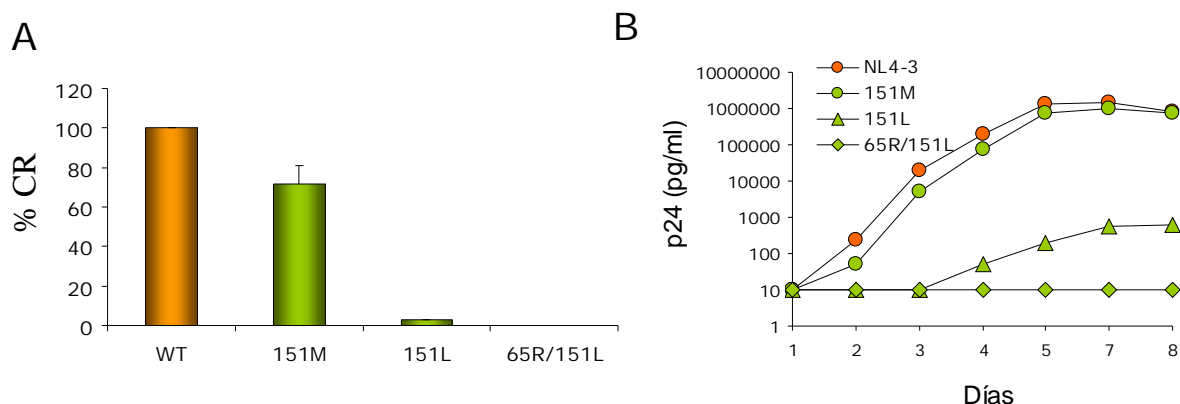 A
% CR
120
100
80
60
40
20
0
WT 151M 151L 65R/151L
B
NL4-3
151M
151L
65R/151L
p24 (pg/ml)
10000000
1000000
100000
10000
1000
100
10
1
1 2 3 4 5 7 8
Días